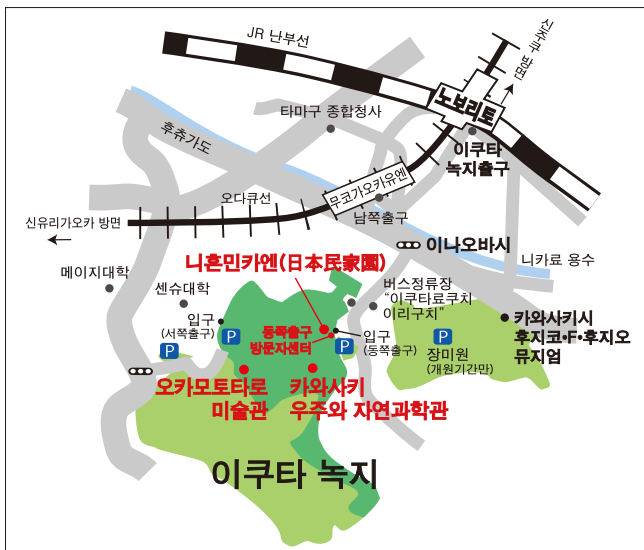 JR 난부선
신주쿠 방면
노보리토
타마구 종합청사
후츄가도
이쿠타
녹지출구
무코가오카유엔
오다큐선
남쪽출구
신유리가오카 방면
이나오바시
니혼민카엔(日本民家園)
니카료 용수
메이지대학
센슈대학
버스정류장
“이쿠타료쿠치
이리구치”
입구
(서쪽출구)
P
동쪽출구
방문자센터
입구
(동쪽출구)
P
P
P
장미원
(개원기간만)
카와사키시
후지코•F•후지오
뮤지엄
오카모토타로
미술관
카와사키
우주와 자연과학관
이쿠타 녹지